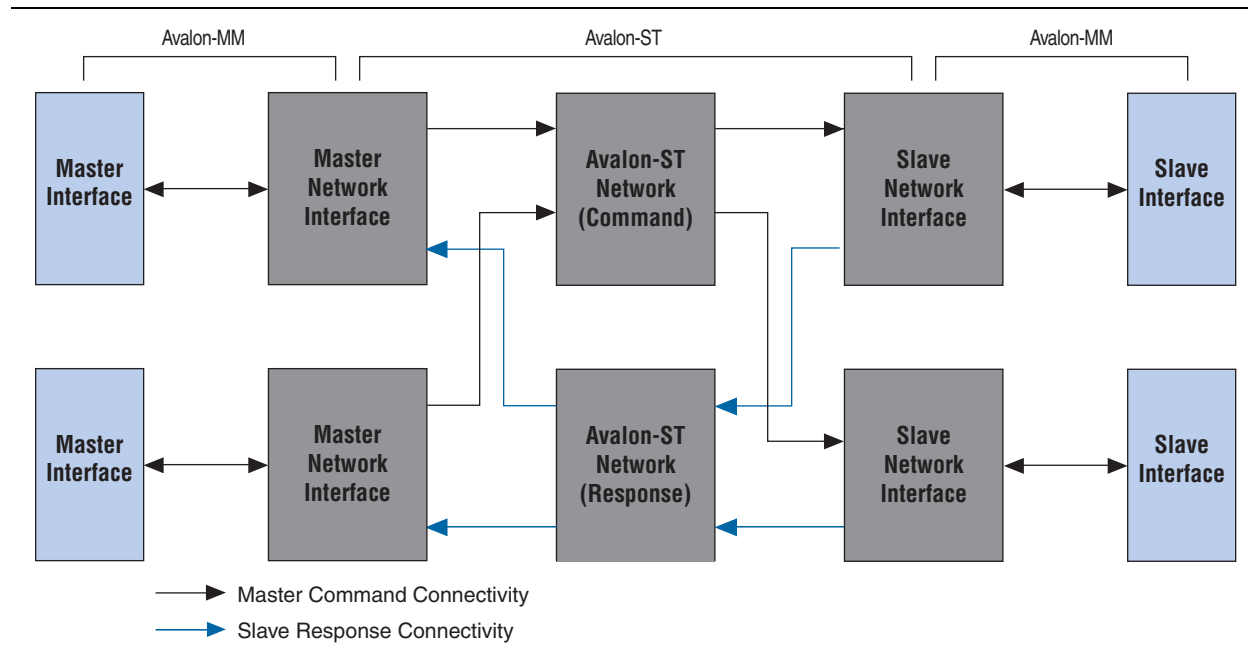 Avalon-MM
Avalon-ST
Avalon-MM
Master
Interface
Master
Network
Interface
Avalon-ST
Network
(Command)
Slave
Network
Interface
Slave
Interface
Master
Interface
Master
Network
Interface
Avalon-ST
Network
(Response)
Slave
Network
Interface
Slave
Interface
Master Command Connectivity
Slave Response Connectivity